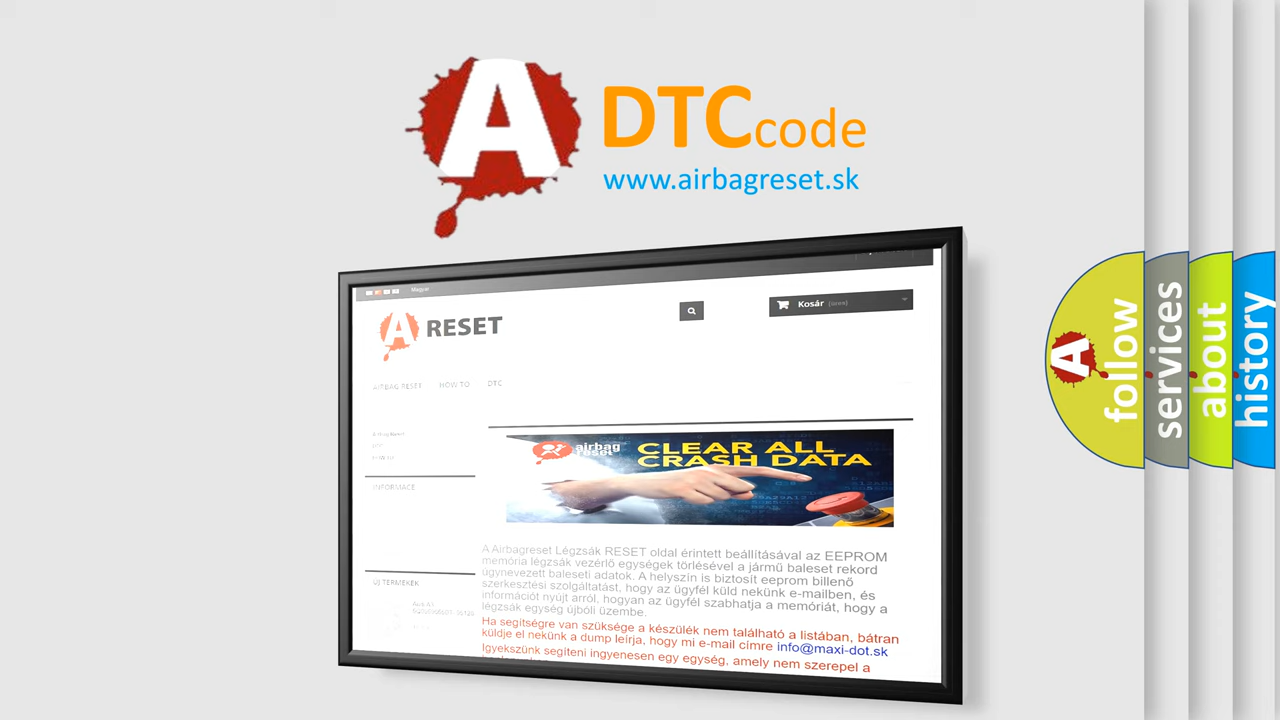 A
DTCcode
www.airbagreset.sk
Magyar
A RESET
Kosár (üres)
AIRBAG RESET HOW TO DTC
airbag
reset
CLEAR ALL
CRASH DATA
INFORMACE
A Airbagreset Légzsák RESET oldal érintett beállításával az EEPROM
memória légzsák vezérlő egységek törlésével a jármű baleset rekord
úgynevezett baleseti adatok. A helyszín is biztosít eeprom billenő
szerkesztési szolgáltatást, hogy az ügyfél küld nekünk e-mailben, és
információt nyújt arról, hogyan az ügyfél szabhatja a memóriát, hogy a
légzsák egység újbóli üzembe.
ÚJ TERMÉKEK
Ha segítségre van szüksége a készülék nem található a listában, bátran
küldje el nekünk a dump leírja, hogy mi e-mail címre info@maxi-dot.sk
Igyekszünk segíteni ingyenesen egy egység, amely nem szerepel a
A
follow
services
about
history